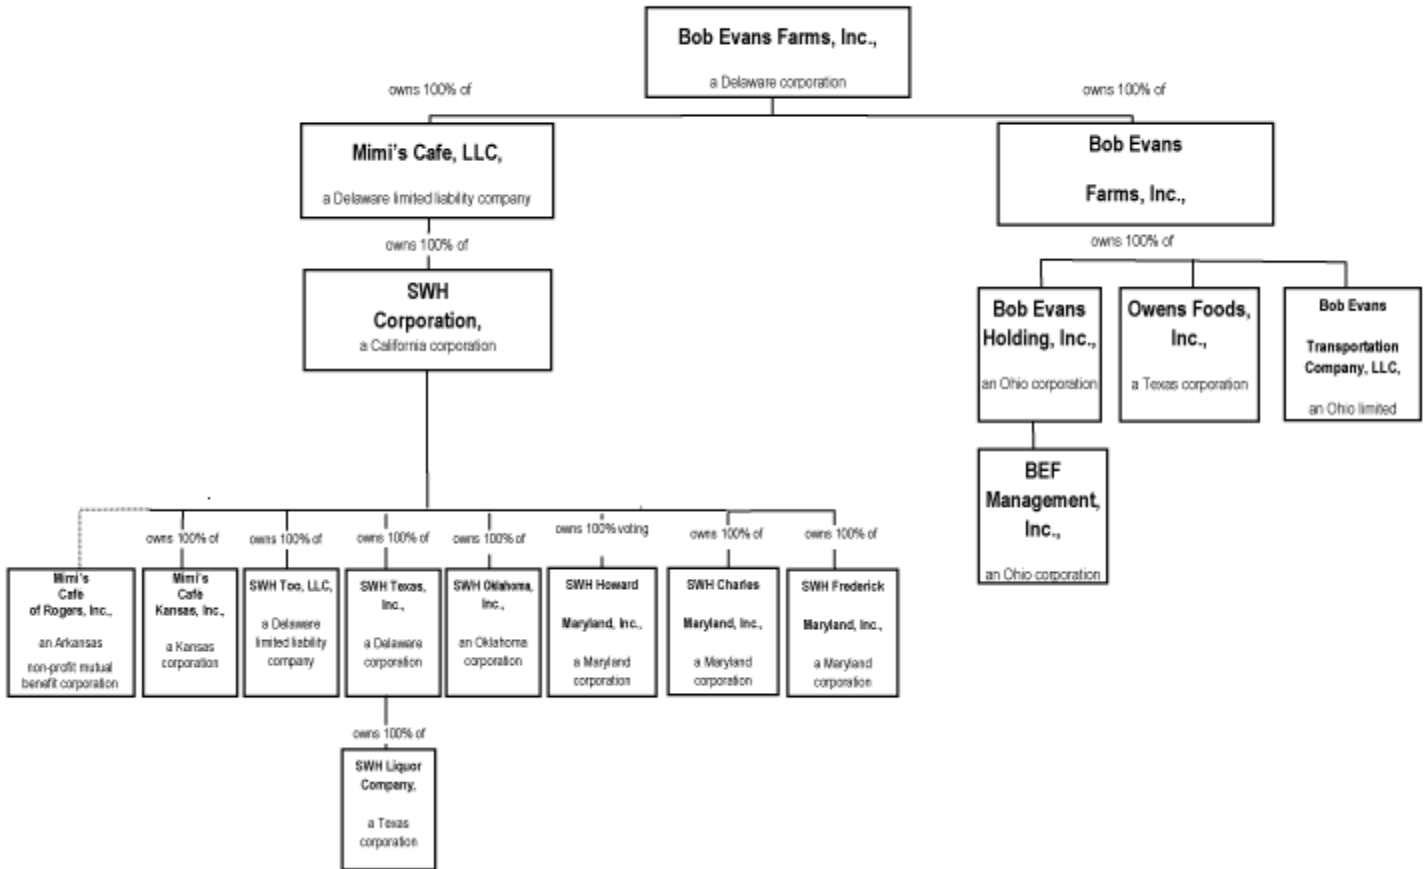 Bob Evans Farms, Inc.,
a Delaware corporation
owns 100% of
owns 100% of
Mimi's Cafe, LLC,
a Delaware limited liability company
Bob Evans
Farms, Inc.,
owns 100% of
owns 100% of
SWH
Corporation,
a California corporation
Bob Evans
Holding, Inc.,
an Ohio corporation
Owens Foods,
Inc.,
a Texas corporation
Bob Evans
Transportation
Company, LLC,
an Ohio limited
BEF
Management,
Inc.,
an Ohio corporation
owns 100% of
owns 100% of
owns 100% of
owns 100% of
owns 100% voting
owns 100% of
owns 100% of
Mimi's
Café
of Rogers, Inc.,
an Arkansas
non-profit mutual
benefit corporation
Mimi's
Café
Kansas, Inc.,
a Kansas
corporation
SWH Too, LLC,
a Delaware
limited liability
company
SWH Texas,
Inc.,
a Delaware
corporation
SWH Oklahoma,
Inc.,
an Oklahoma
corporation
SWH Howard
Maryland, Inc.,
a Maryland
corporation
SWH Charles
Maryland, Inc.,
a Maryland
corporation
SWH Frederick
Maryland, Inc.,
a Maryland
corporation
owns 100% of
SWH Liquor
Company,
a Texas
corporation